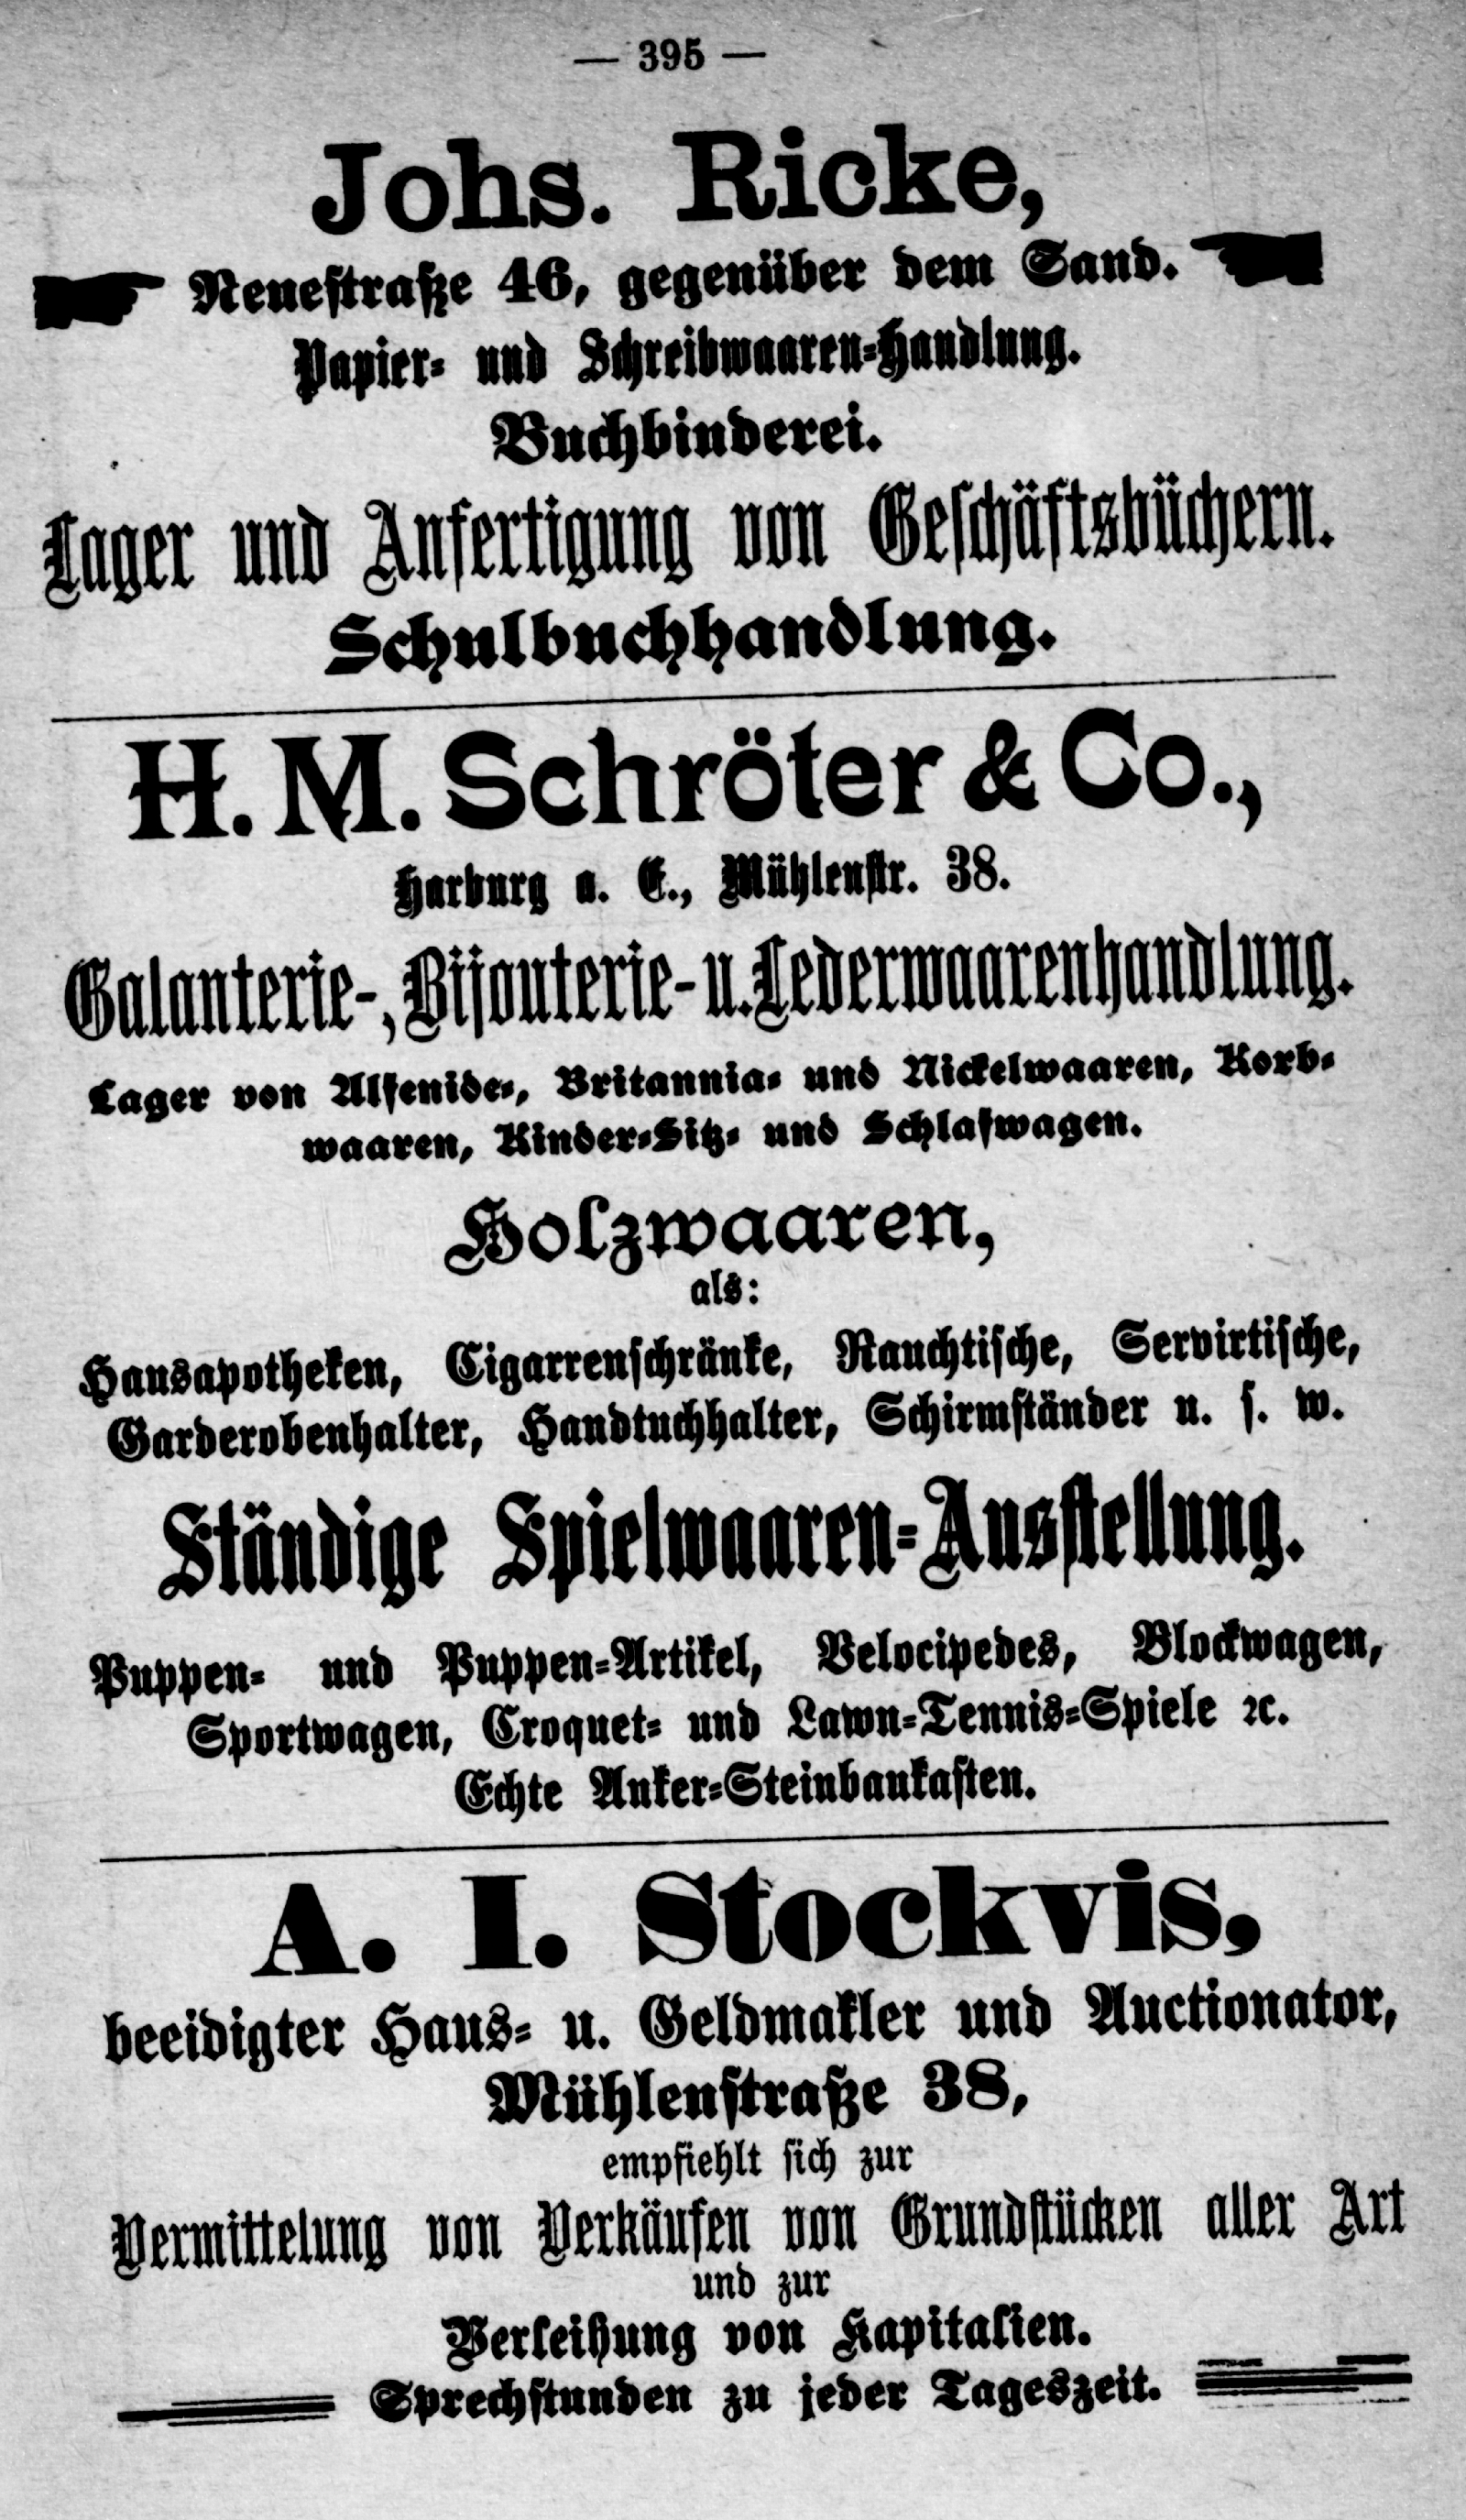 — 395 —
Johs. Ricke,
Neuestraße 46, gegenüber dem Sand.
Papier- und Schreibwaaren-Handlung.
Buchbinderei.
Lager und Anfertigung von Geschäftsbüchern.
Schulbuchhandlung.
H. M. Schröter & Co.,
Harburg a. E., Mühlenstr. 38.
Galanterie-, Bijouterie- u. Lederwaarenhandlung.
Lager von Alfenide-, Britannia- und Nickelwaaren, Korb-
waaren, Kinder-Sitz- und Schlafwagen.
Holzwaaren,
als:
Hausapotheken, Cigarrenschränke, Rauchtische, Servirtische,
Garderobenhalter, Handtuchhalter, Schirmständer u. s. w.
Ständige Spielwaaren-Ausstellung.
Puppen- und Puppen-Artikel, Velocipedes, Blockwagen,
Sportwagen, Croquet- und Lawn-Tennis-Spiele ꝛc.
Echte Anker-Steinbaukasten.
A. I. Stockvis,
beeidigter Haus- u. Geldmakler und Auctionator,
Mühlenstraße 38,
empfiehlt sich zur
Vermittelung von Verkäufen von Grundstücken aller Art
und zur
Verleihung von Kapitalien.
Sprechstunden zu jeder Tageszeit.